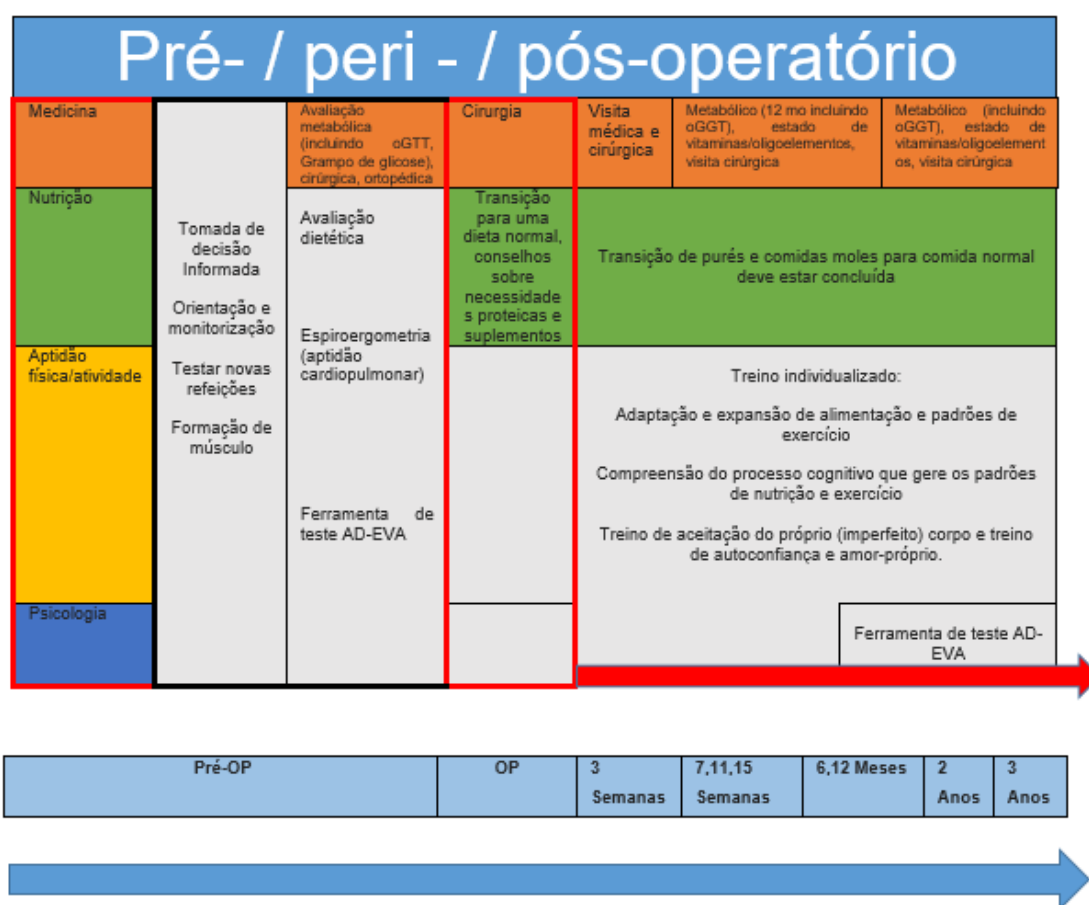 Pré- / peri - / pós-operatório
Medicina
Avaliação
metabólica
(incluindo oGTT,
Grampo de glicose),
cirúrgica, ortopédica
Cirurgia
Visita
médica e
cirúrgica
Metabólico (12 mo incluindo
oGGT), estado de
vitaminas/oligoelementos,
visita cirúrgica
Metabólico (incluindo
oGGT), estado de
vitaminas/oligoelement
os, visita cirúrgica
Nutrição
Tomada de
decisão
Informada
Orientação e
monitorização
Testar novas
refeições
Formação de
músculo
Avaliação
dietética
Espiroergometria
(aptidão
cardiopulmonar)
Ferramenta de
teste AD-EVA
Transição
para uma
dieta normal,
conselhos
sobre
necessidade
s proteicas e
suplementos
Transição de purés e comidas moles para comida normal
deve estar concluída
Aptidão
física/atividade
Treino individualizado:
Adaptação e expansão de alimentação e padrões de
exercício
Compreensão do processo cognitivo que gere os padrões
de nutrição e exercício
Treino de aceitação do próprio (imperfeito) corpo e treino
de autoconfiança e amor-próprio.
Psicologia
Ferramenta de teste AD-
EVA
Pré-OP
OP
3
Semanas
7,11,15
Semanas
6,12 Meses
2
Anos
3
Anos